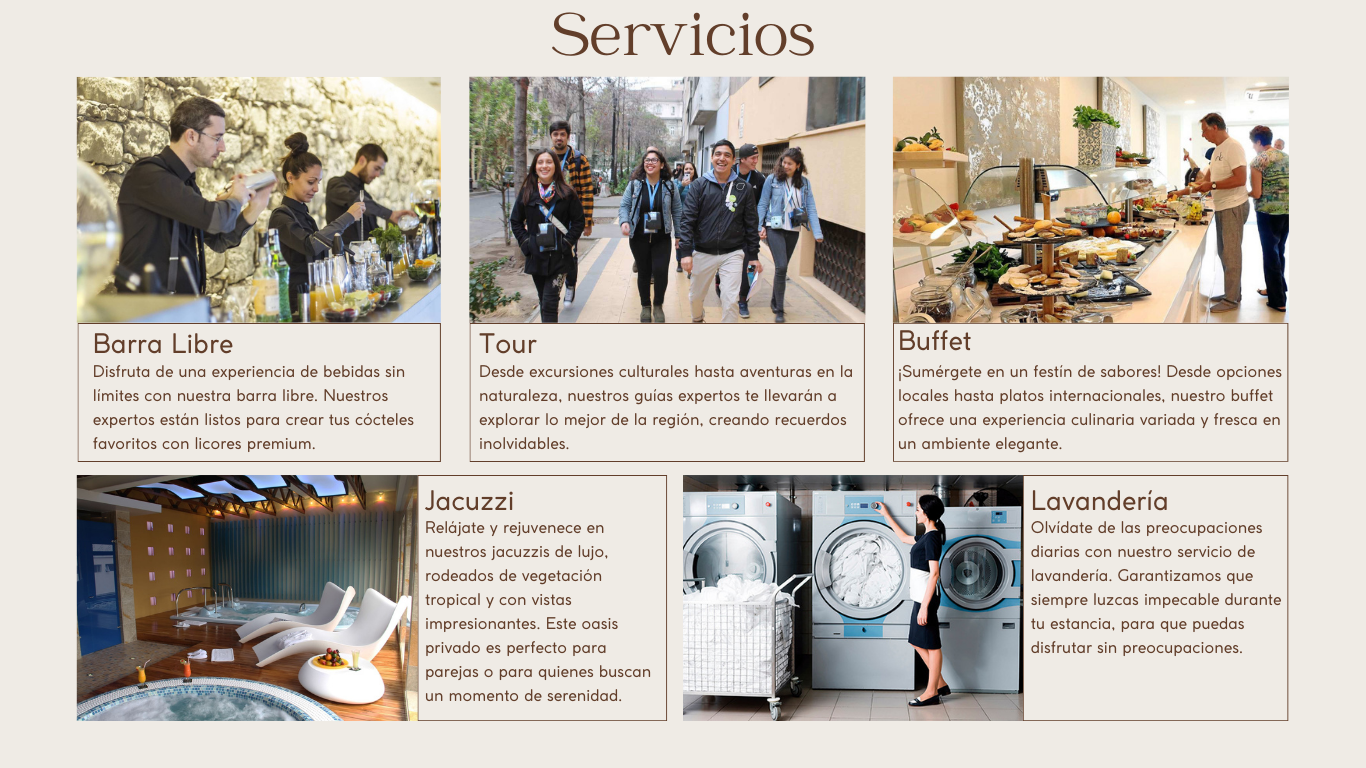 Servicios
Barra Libre
Disfruta de una experiencia de bebidas sin
límites con nuestra barra libre. Nuestros
expertos están listos para crear tus cócteles
favoritos con licores premium.
Tour
Desde excursiones culturales hasta aventuras en la
naturaleza, nuestros guías expertos te llevarán a
explorar lo mejor de la región, creando recuerdos
inolvidables.
Buffet
¡Sumérgete en un festín de sabores! Desde opciones
locales hasta platos internacionales, nuestro buffet
ofrece una experiencia culinaria variada y fresca en
un ambiente elegante.
Jacuzzi
Relájate y rejuvenece en
nuestros jacuzzis de lujo,
rodeados de vegetación
tropical y con vistas
impresionantes. Este oasis
privado es perfecto para
parejas o para quienes buscan
un momento de serenidad.
Lavandería
Olvídate de las preocupaciones
diarias con nuestro servicio de
lavandería. Garantizamos que
siempre luzcas impecable durante
tu estancia, para que puedas
disfrutar sin preocupaciones.